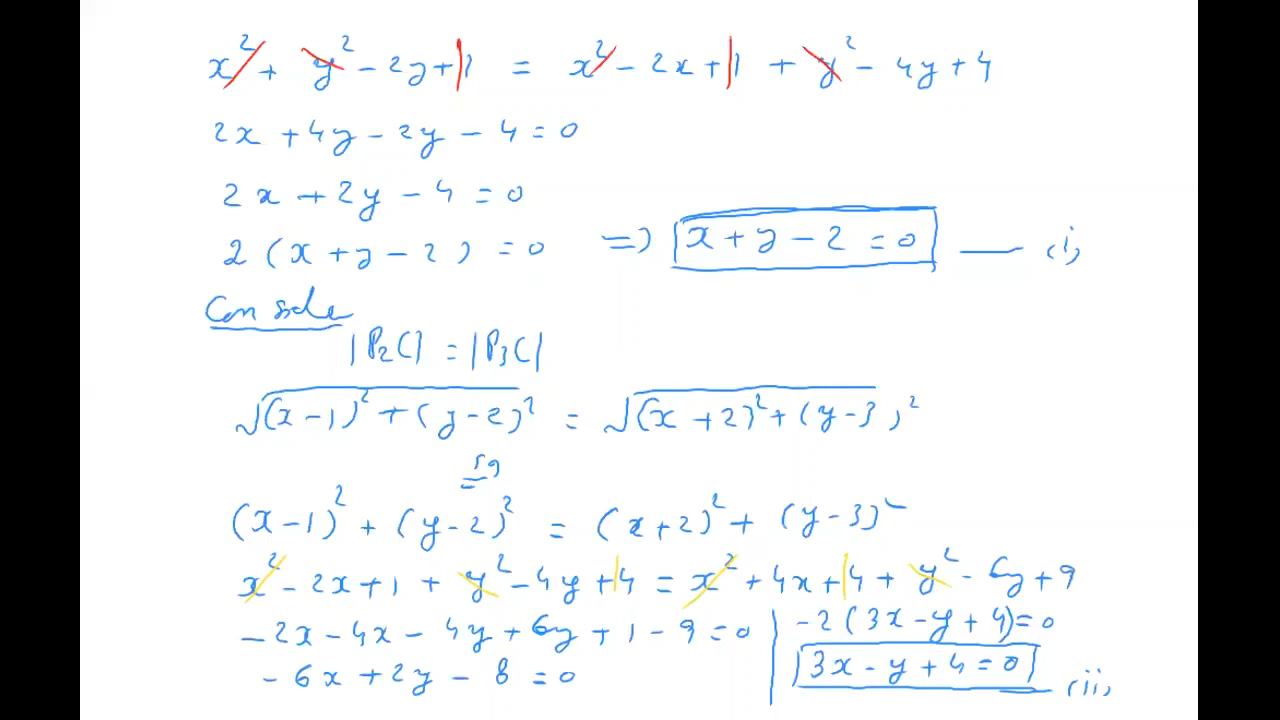 x² + y² - 2y + 1 = x² - 2x + 1 + y² - 4y + 4
2x + 4y - 2y - 4 = 0
2x + 2y - 4 = 0
2(x + y - 2) = 0 => x + y - 2 = 0 —— (i)
|P₂C| = |P₃C|
√(x-1)² + (y-2)² = √(x+2)² + (y-3)²
sq
(x-1)² + (y-2)² = (x+2)² + (y-3)²
x² - 2x + 1 + y² - 4y + 4 = x² + 4x + 4 + y² - 6y + 9
-2x - 4x - 4y + 6y + 1 - 9 = 0
-6x + 2y - 8 = 0
-2(3x - y + 4) = 0
3x - y + 4 = 0 —— (ii)